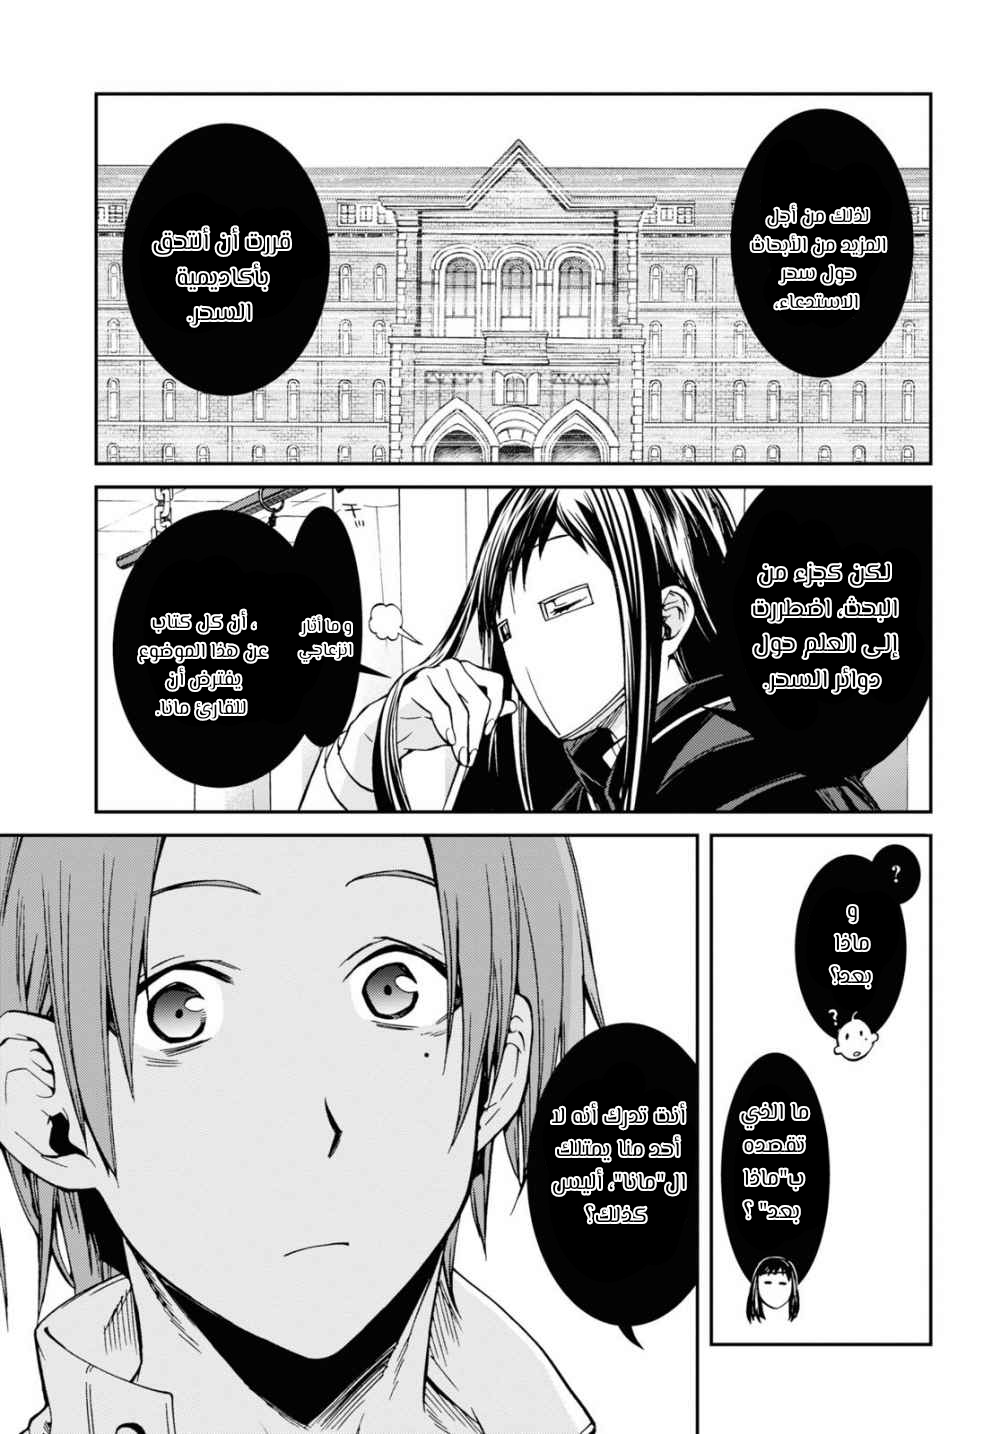 لذلك من أجل
المزيد من الأبحاث
حول سحر
الاستدعاء،
قررت أن ألتحق
بأكاديمية
السحر.
لكن كجزء من
البحث، اضطررت
إلى العلم حول
دوائر السحر.
و ما أثار
انزعاجي
، أن كل كتاب
عن هذا الموضوع
يفترض أن
للقارئ مانا.
?
و
ماذا
بعد؟
?
ما الذي
تقصده
ب"ماذا
بعد" ؟
أنت تدرك أنه لا
أحد منا يمتلك
ال"مانا"، أليس
كذلك؟